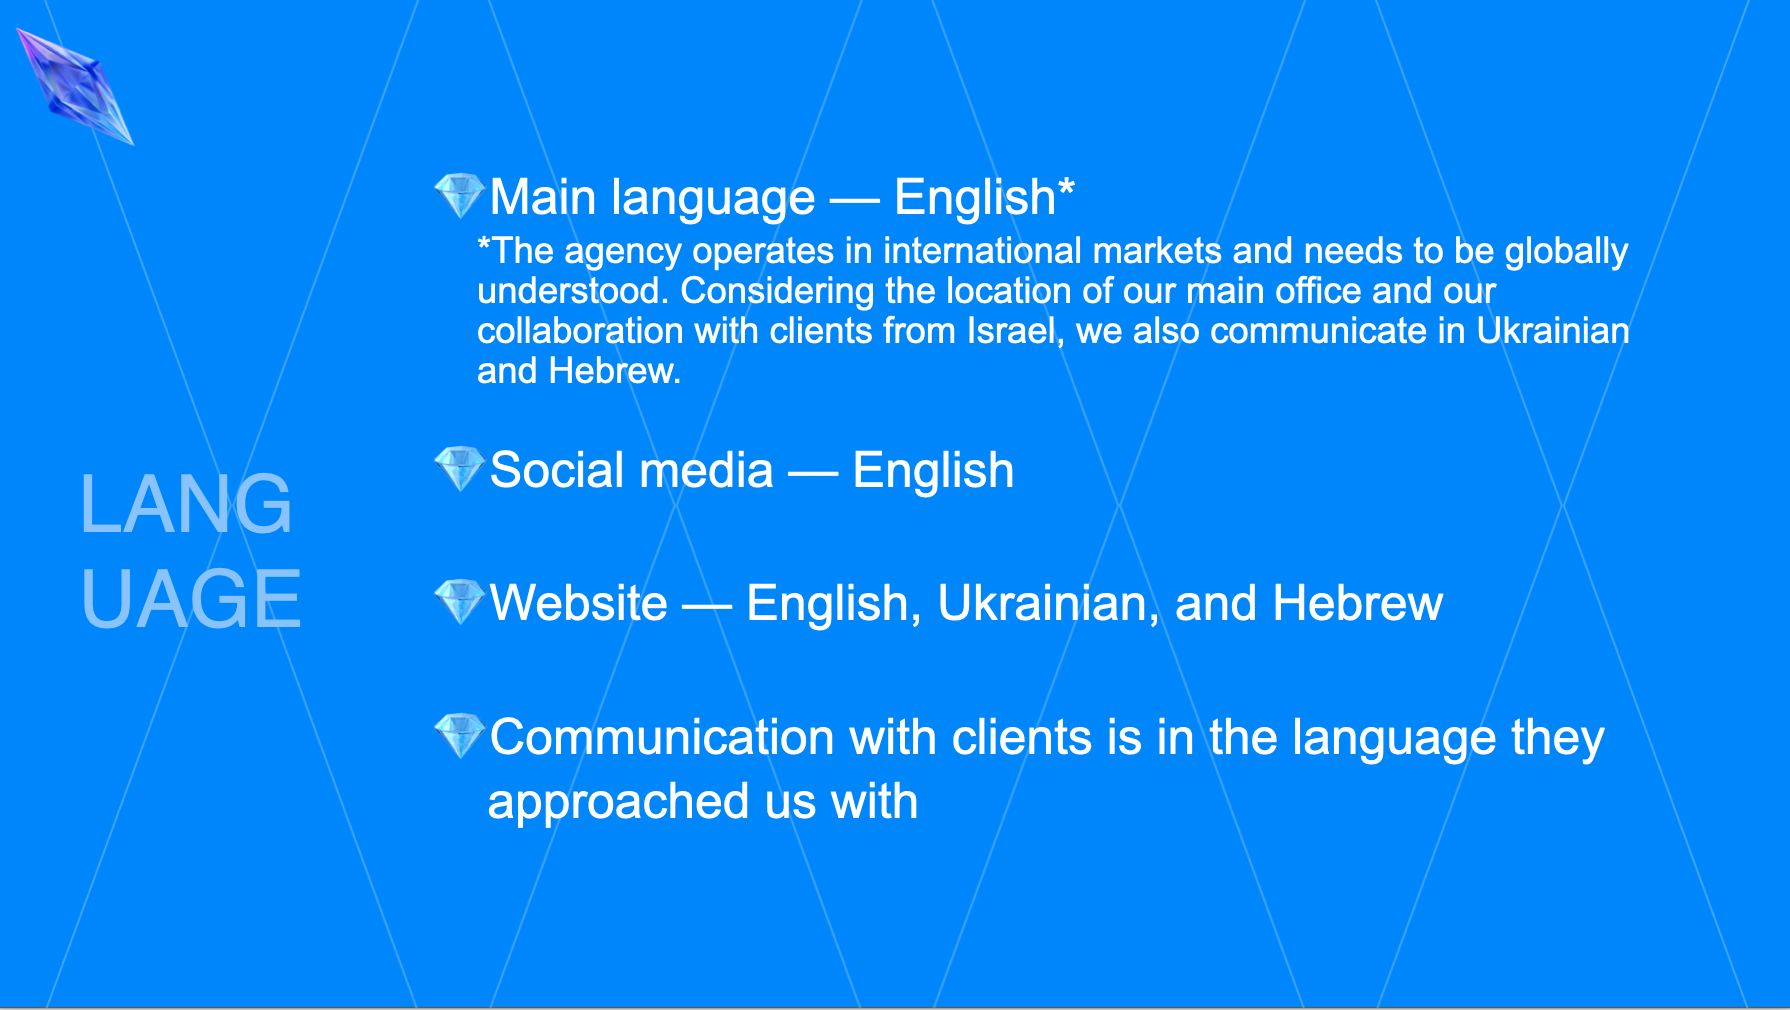 LANG
UAGE
💎Main language — English*
*The agency operates in international markets and needs to be globally
understood. Considering the location of our main office and our
collaboration with clients from Israel, we also communicate in Ukrainian
and Hebrew.
💎Social media — English
💎Website — English, Ukrainian, and Hebrew
💎Communication with clients is in the language they
approached us with